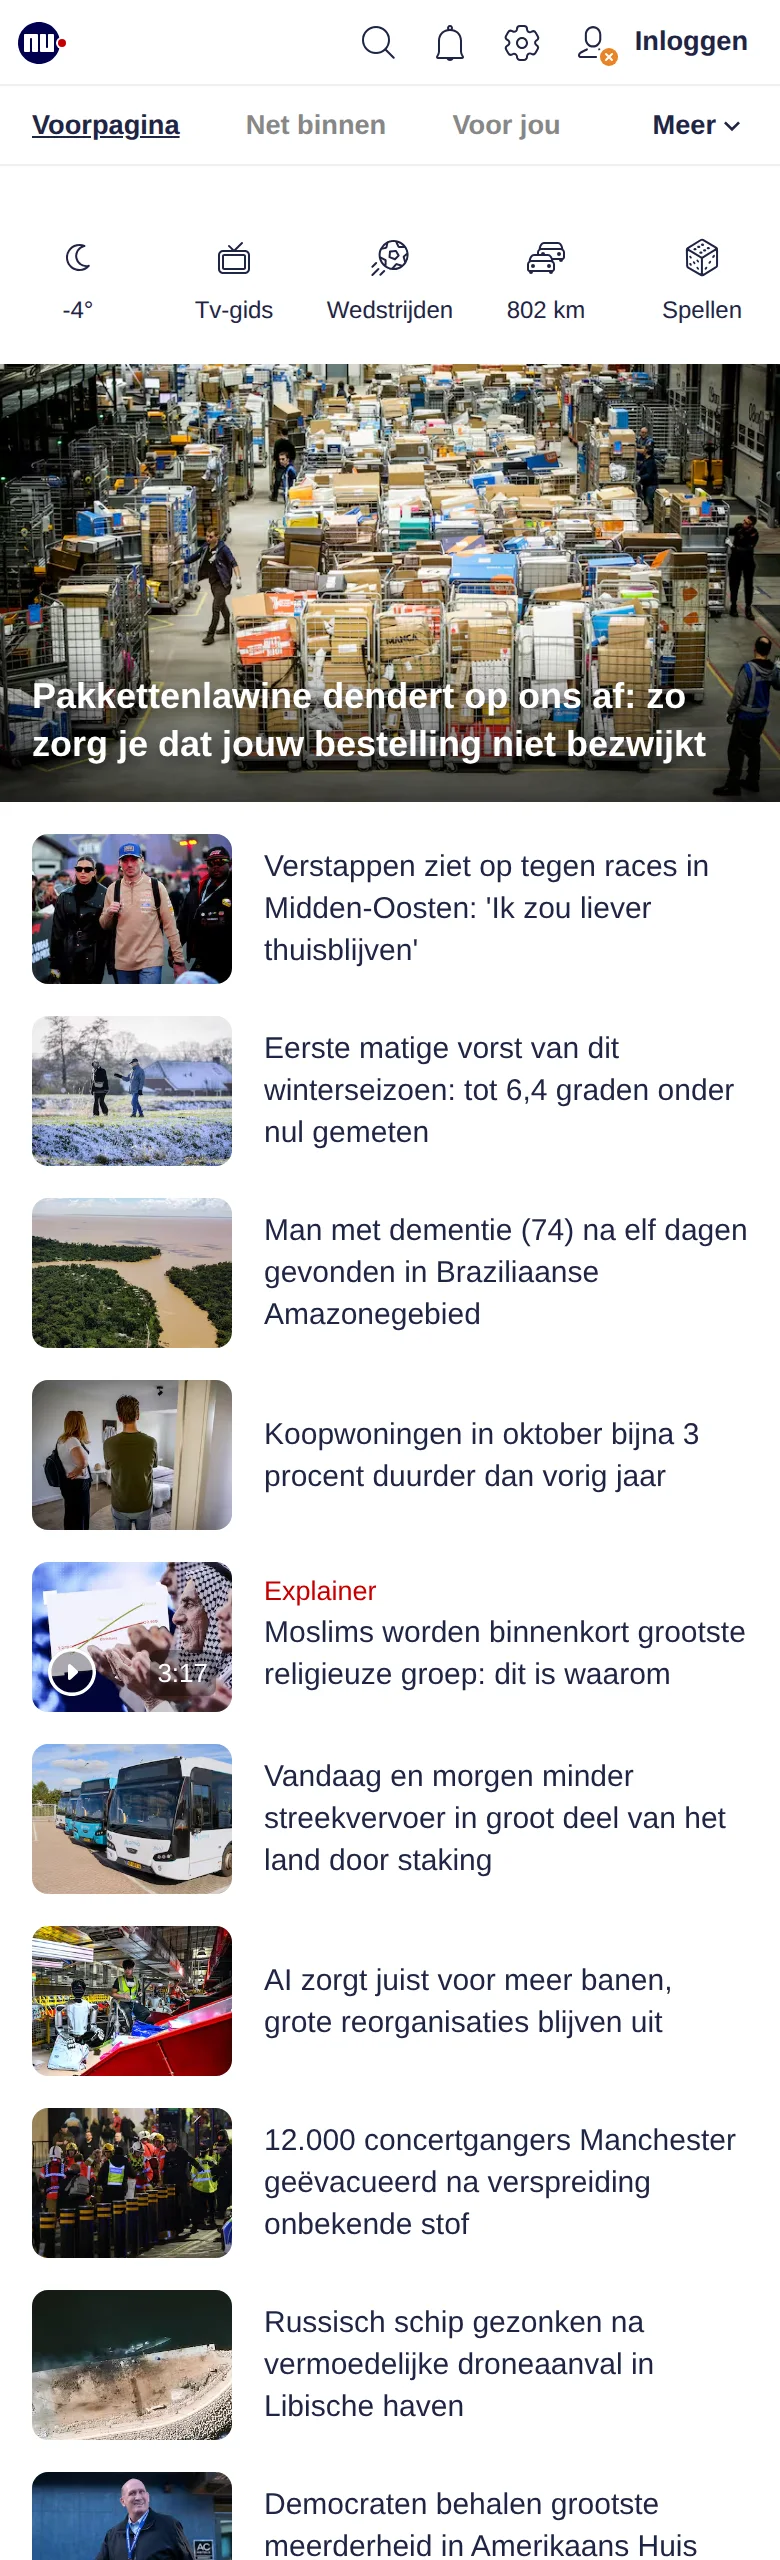 nu
Inloggen
Voorpagina Net binnen Voor jou Meer
-4° Tv-gids Wedstrijden 802 km Spellen
Pakkettenlawine dendert op ons af: zo
zorg je dat jouw bestelling niet bezwijkt
Verstappen ziet op tegen races in
Midden-Oosten: 'Ik zou liever
thuisblijven'
Eerste matige vorst van dit
winterseizoen: tot 6,4 graden onder
nul gemeten
Man met dementie (74) na elf dagen
gevonden in Braziliaanse
Amazonegebied
Koopwoningen in oktober bijna 3
procent duurder dan vorig jaar
3:17
Explainer
Moslims worden binnenkort grootste
religieuze groep: dit is waarom
Vandaag en morgen minder
streekvervoer in groot deel van het
land door staking
AI zorgt juist voor meer banen,
grote reorganisaties blijven uit
12.000 concertgangers Manchester
geëvacueerd na verspreiding
onbekende stof
Russisch schip gezonken na
vermoedelijke droneaanval in
Libische haven
AC
Democraten behalen grootste
meerderheid in Amerikaans Huis